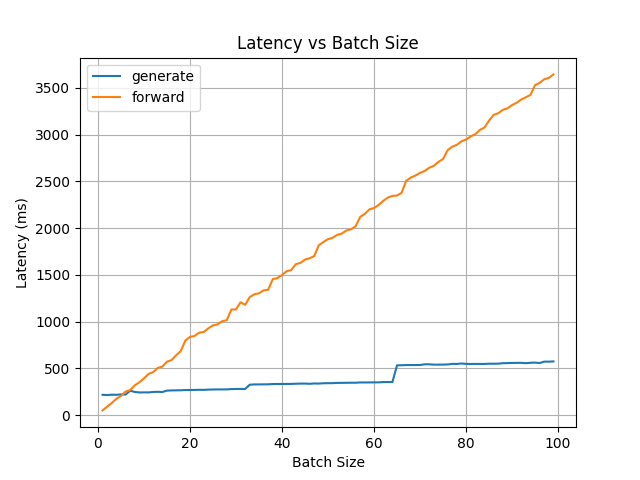 Latency vs Batch Size
generate
forward
3500
3000
2500
2000
1500
1000
500
0
Latency (ms)
0 20 40 60 80 100
Batch Size